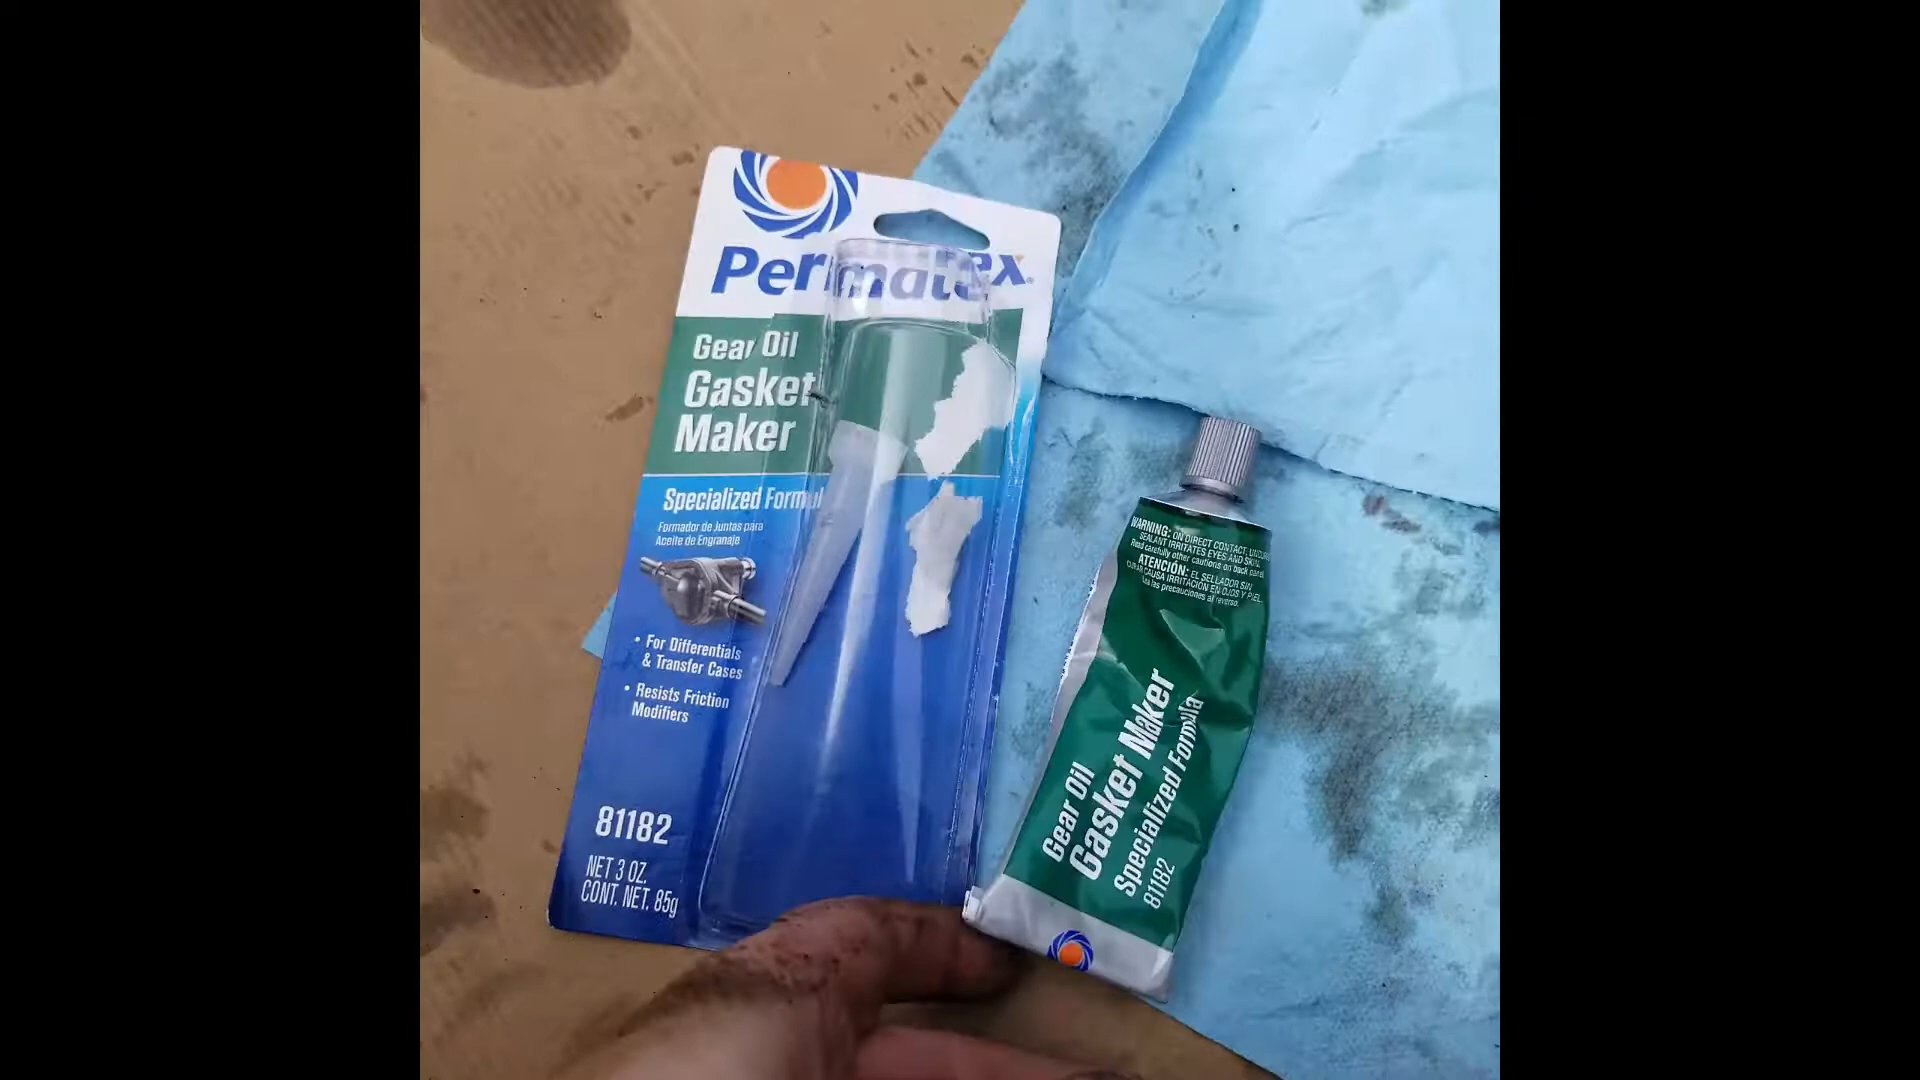 Permatex®
Gear Oil
Gasket
Maker
Specialized Formul
Formador de Juntas para
Aceite de Engranaje
• For Differentials
& Transfer Cases
• Resists Friction
Modifiers
81182
NET 3 OZ.
CONT. NET. 85g
WARNING: ON DIRECT CONTACT,
SEALANT IRRITATES EYES AND SKIN.
Read carefully other cautions on back panel.
ATENCIÓN: EL SELLADOR SIN
CAUSA IRRITACIÓN EN OJOS Y PIEL.
Lea las precauciones al reverso.
Gear Oil
Gasket Maker
Specialized Formula
81182